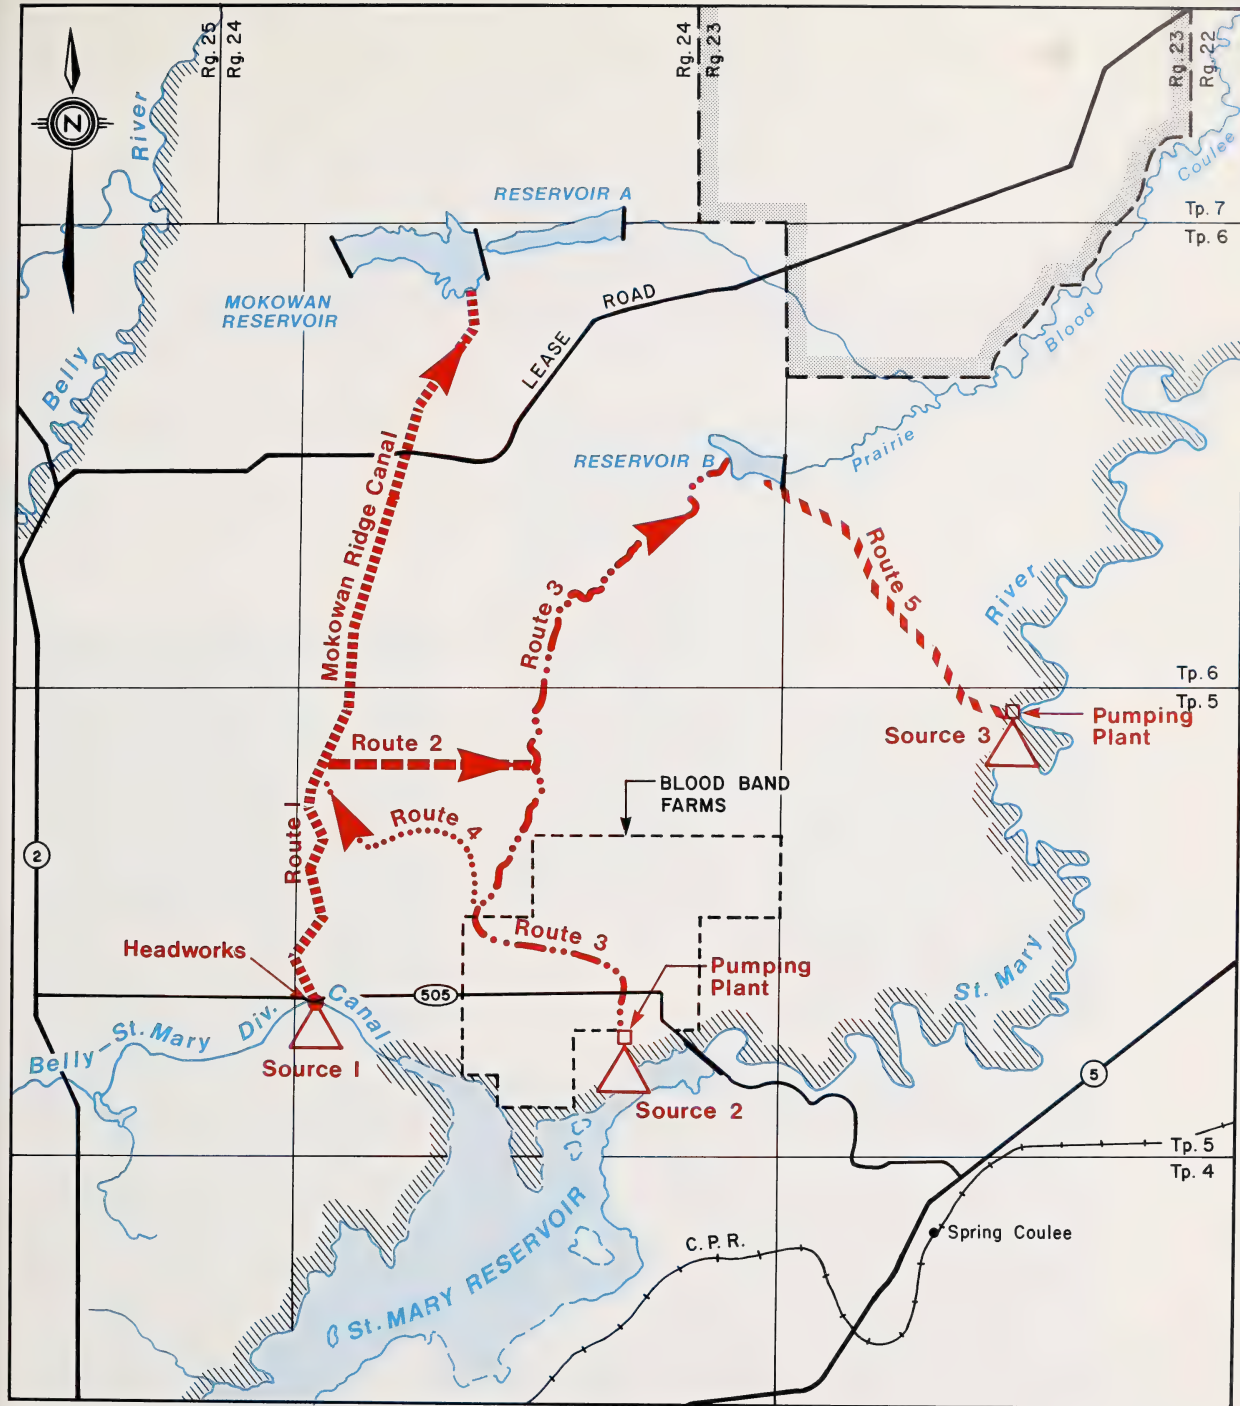 Rg. 25
Rg. 24
Rg. 24
Rg. 23
Rg. 23
Rg. 22
N
River
Coulee
RESERVOIR A
Tp. 7
Tp. 6
MOKOWAN
RESERVOIR
ROAD
LEASE
Blood
Belly
Mokowan Ridge Canal
RESERVOIR B
Prairie
Route 5
River
Route 3
Tp. 6
Tp. 5
Pumping
Plant
Source 3
Route 2
BLOOD BAND
FARMS
Route 4
Route 1
2
Route 3
Headworks
Pumping
Plant
St. Mary
505
Canal
Belly-St. Mary Div.
Source 1
Source 2
5
Tp. 5
Tp. 4
Spring Coulee
C.P.R.
St. MARY RESERVOIR